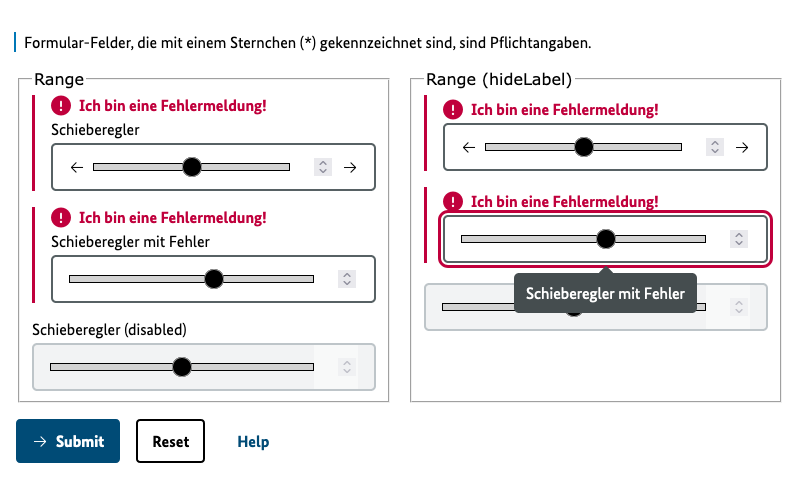 Formular-Felder, die mit einem Sternchen (*) gekennzeichnet sind, sind Pflichtangaben.
Range
Ich bin eine Fehlermeldung!
Schieberegler
Ich bin eine Fehlermeldung!
Schieberegler mit Fehler
Schieberegler (disabled)
Range (hideLabel)
Ich bin eine Fehlermeldung!
Ich bin eine Fehlermeldung!
Schieberegler mit Fehler
→ Submit
Reset
Help